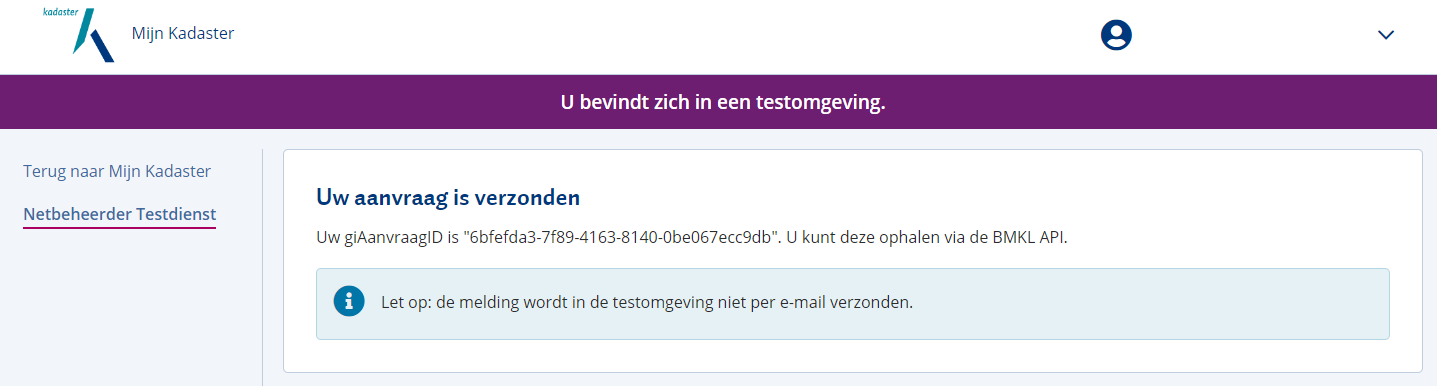 kadaster
Mijn Kadaster
U bevindt zich in een testomgeving.
Terug naar Mijn Kadaster
Netbeheerder Testdienst
Uw aanvraag is verzonden
Uw giAanvraagID is "6bfefda3-7f89-4163-8140-0be067ecc9db". U kunt deze ophalen via de BMKL API.
Let op: de melding wordt in de testomgeving niet per e-mail verzonden.